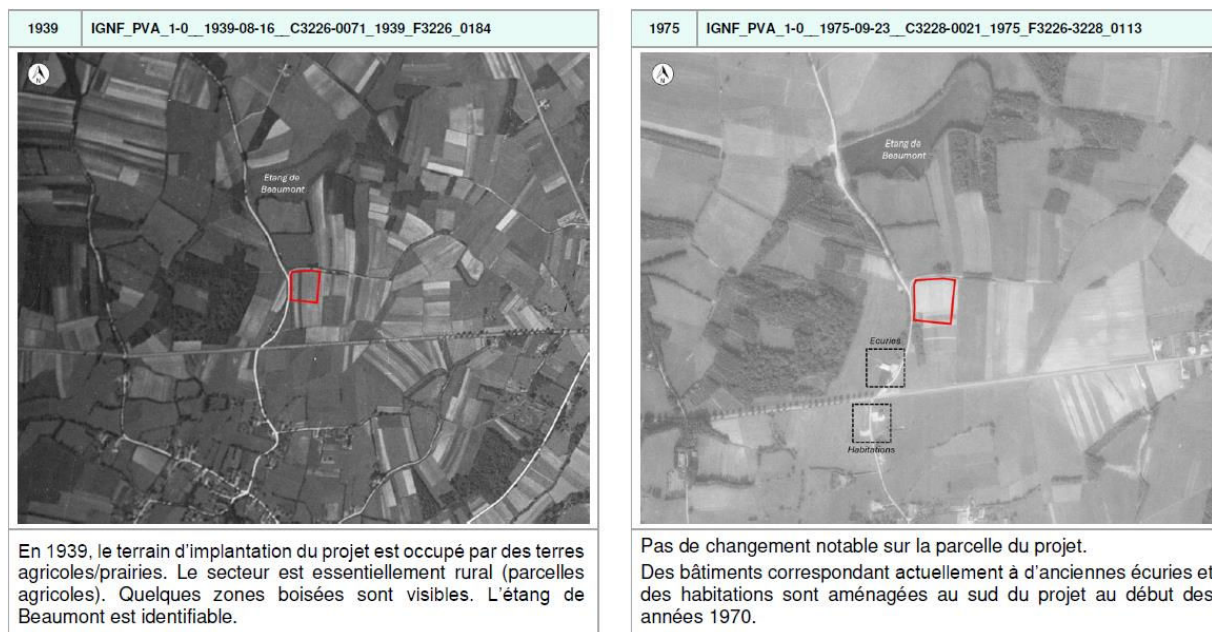 1939 IGNF_PVA_1-0__1939-08-16__C3226-0071_1939_F3226_0184
N
Etang de
Beaumont
En 1939, le terrain d'implantation du projet est occupé par des terres
agricoles/prairies. Le secteur est essentiellement rural (parcelles
agricoles). Quelques zones boisées sont visibles. L'étang de
Beaumont est identifiable.
1975 IGNF_PVA_1-0__1975-09-23__C3228-0021_1975_F3226-3228_0113
N
Etang de
Beaumont
Ecuries
Habitations
Pas de changement notable sur la parcelle du projet.
Des bâtiments correspondant actuellement à d'anciennes écuries et
des habitations sont aménagées au sud du projet au début des
années 1970.